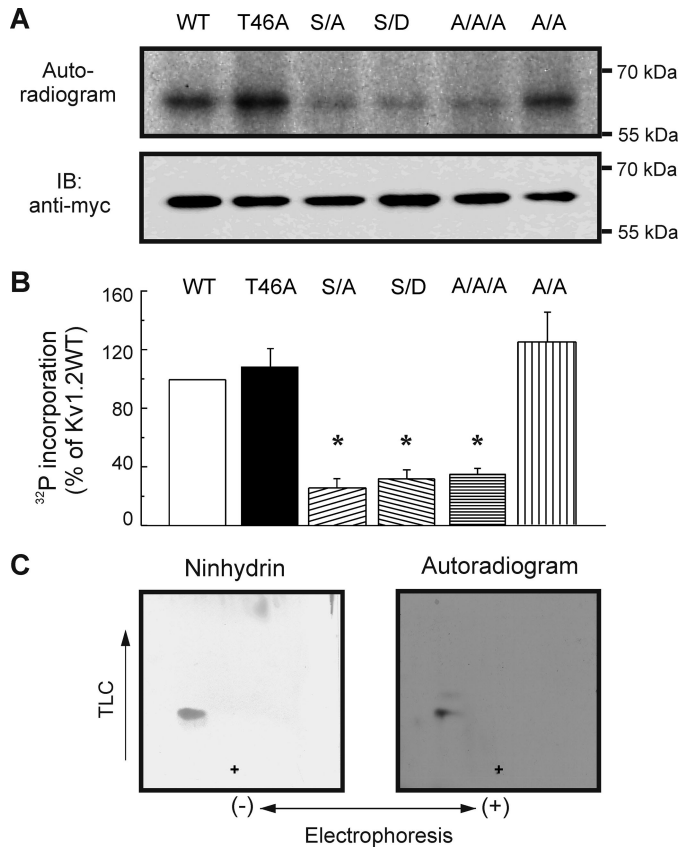 A
WT T46A S/A S/D A/A/A A/A
Auto-
radiogram
70 kDa
55 kDa
IB:
anti-myc
70 kDa
55 kDa
B
WT T46A S/A S/D A/A/A A/A
32P incorporation
(% of Kv1.2WT)
160
120
80
40
0
* * *
C
Ninhydrin Autoradiogram
TLC
+ +
(-) (+)
Electrophoresis